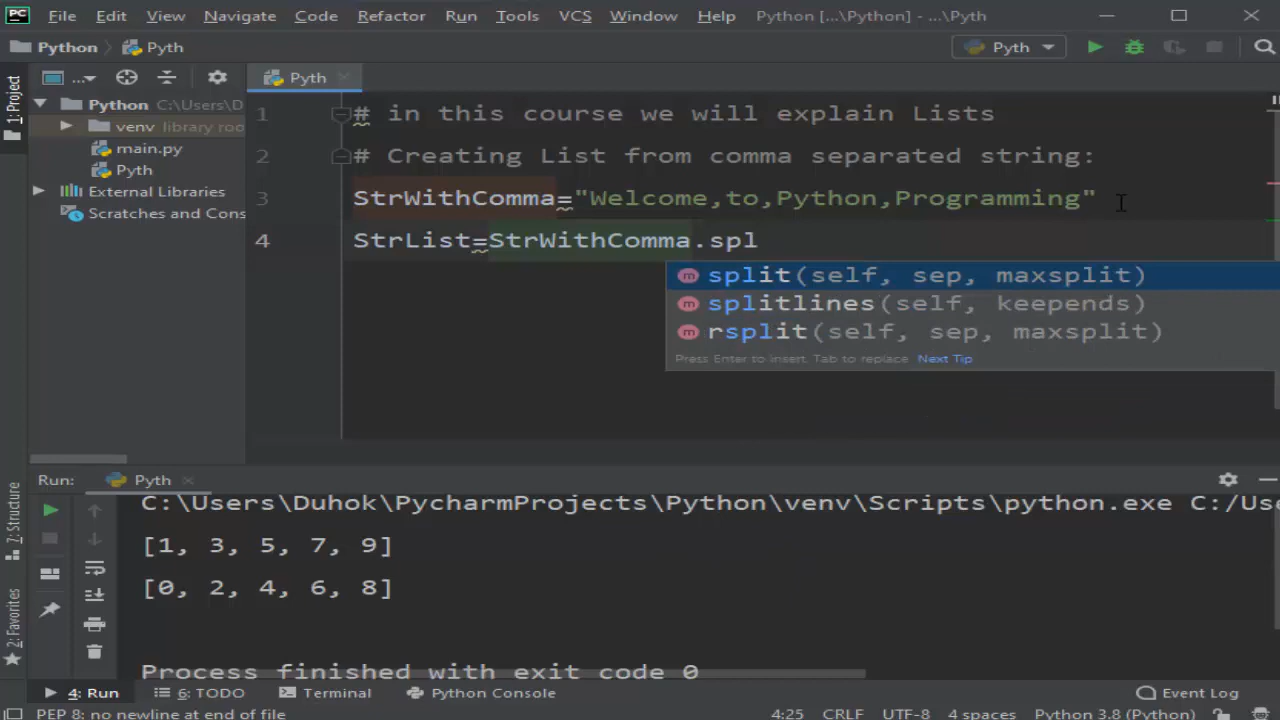 PC File Edit View Navigate Code Refactor Run Tools VCS Window Help Python [...\Python] - ...\Pyth
Python Pyth Pyth
1: Project
... Pyth
Python C:\Users\D
venv library roo
main.py
Pyth
External Libraries
Scratches and Cons
1 # in this course we will explain Lists
2 # Creating List from comma separated string:
3 StrWithComma="Welcome,to,Python,Programming"
4 StrList=StrWithComma.spl
m split(self, sep, maxsplit)
m splitlines(self, keepends)
m rsplit(self, sep, maxsplit)
Press Enter to insert, Tab to replace Next Tip
7: Structure
2: Favorites
Run: Pyth
C:\Users\Duhok\PycharmProjects\Python\venv\Scripts\python.exe C:/Use
[1, 3, 5, 7, 9]
[0, 2, 4, 6, 8]
Process finished with exit code 0
4: Run 6: TODO Terminal Python Console Event Log
PEP 8: no newline at end of file 4:25 CRLF UTF-8 4 spaces Python 3.8 (Python)